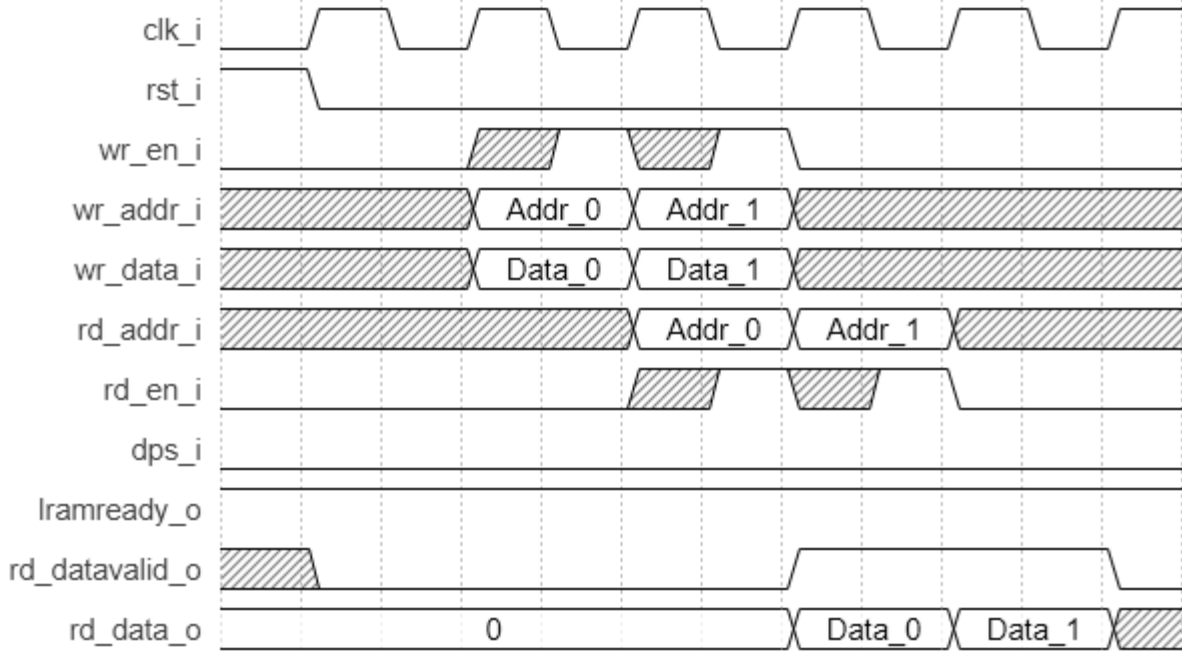 clk_i
rst_i
wr_en_i
wr_addr_i Addr_0 Addr_1
wr_data_i Data_0 Data_1
rd_addr_i Addr_0 Addr_1
rd_en_i
dps_i
lramready_o
rd_datavalid_o
rd_data_o 0 Data_0 Data_1